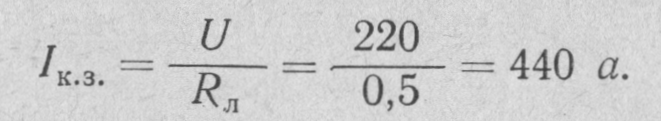 Iк.з. = U/Rл = 220/0,5 = 440 а.